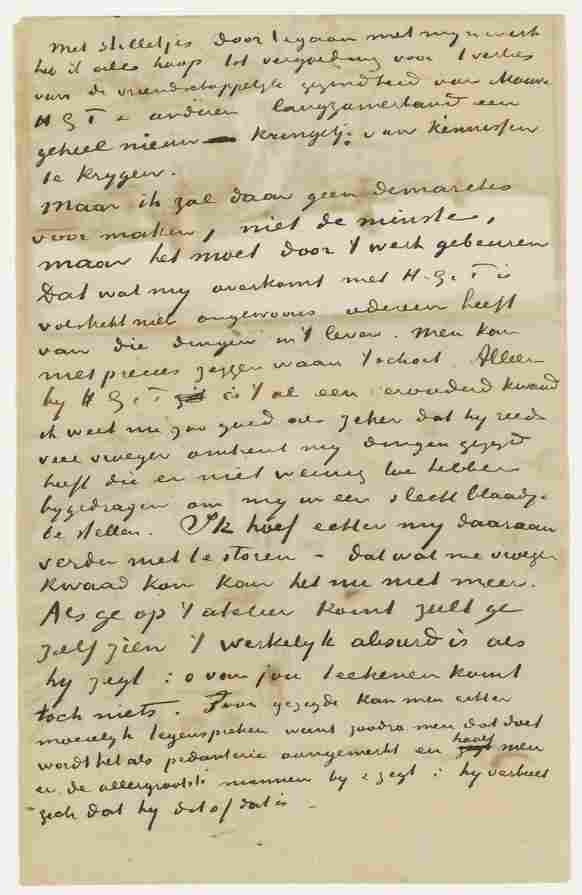 Met stilletjes door te gaan met myn werk
heb ik alle hoop tot vergoeding voor 't verlies
van de vriendschappelyke gezindheid van Mauve
H G T & anderen langzamerhand een
geheel nieuw kringetje van kennissen
te krygen.
Maar ik zal daar geen demarches
voor maken, niet de minste,
maar het moet door 't werk gebeuren
Dat wat my overkomt met H.G.T is
volstrekt niet ongewoons iedereen heeft
van die dingen in 't leven. Men kan
niet precies zeggen waar 't schort. Alleen
by H G.T. is 't al een verouderd kwaad
ik weet nu zoo goed als zeker dat hy reeds
veel vroeger omtrent my dingen gezegd
heeft die er niet weinig toe hebben
bygedragen om my in een slecht blaadje
te stellen. Ik hoef echter my daaraan
verder niet te storen – dat wat me vroeger
kwaad kon kan het nu niet meer.
Als ge op 't atelier komt zult ge
zelf zien 't werkelyk absurd is als
hy zegt : o van jou teekenen komt
toch niets. Zoon gezegde kan men echter
moeielyk tegenspreken want zoodra men dat doet
wordt het als pedanterie aangemerkt en heeft men
er de allergrootste mannen by & zegt : hy verbeeldt
zich dat hy dit of dat is –